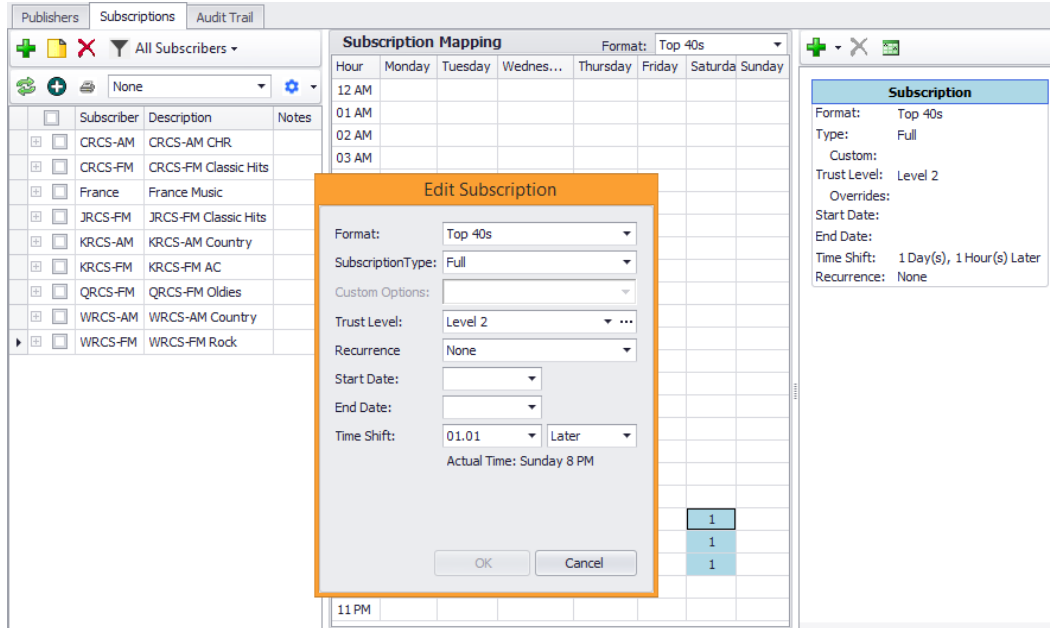 Publishers Subscriptions Audit Trail
All Subscribers
None
Subscriber Description Notes
CRCS-AM CRCS-AM CHR
CRCS-FM CRCS-FM Classic Hits
France France Music
JRCS-FM JRCS-FM Classic Hits
KRCS-AM KRCS-AM Country
KRCS-FM KRCS-FM AC
QRCS-FM QRCS-FM Oldies
WRCS-AM WRCS-AM Country
WRCS-FM WRCS-FM Rock
Subscription Mapping Format: Top 40s
Hour Monday Tuesday Wednes... Thursday Friday Saturda Sunday
12 AM
01 AM
02 AM
03 AM
1
1
1
11 PM
Edit Subscription
Format: Top 40s
SubscriptionType: Full
Custom Options:
Trust Level: Level 2 ...
Recurrence None
Start Date:
End Date:
Time Shift: 01.01 Later
Actual Time: Sunday 8 PM
OK Cancel
Subscription
Format: Top 40s
Type: Full
Custom:
Trust Level: Level 2
Overrides:
Start Date:
End Date:
Time Shift: 1 Day(s), 1 Hour(s) Later
Recurrence: None